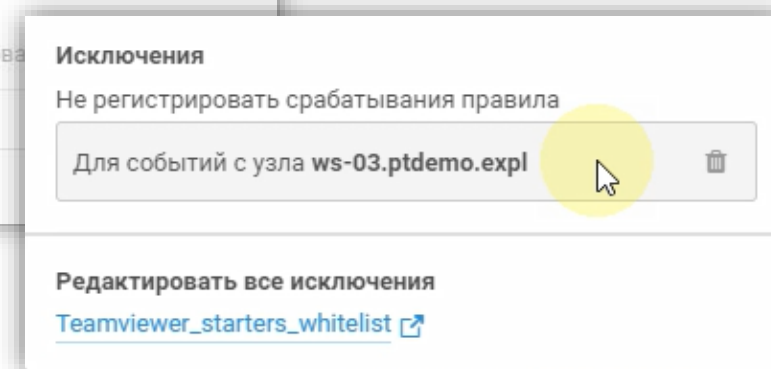 Исключения
Не регистрировать срабатывания правила
Для событий с узла ws-03.ptdemo.expl
Редактировать все исключения
Teamviewer_starters_whitelist